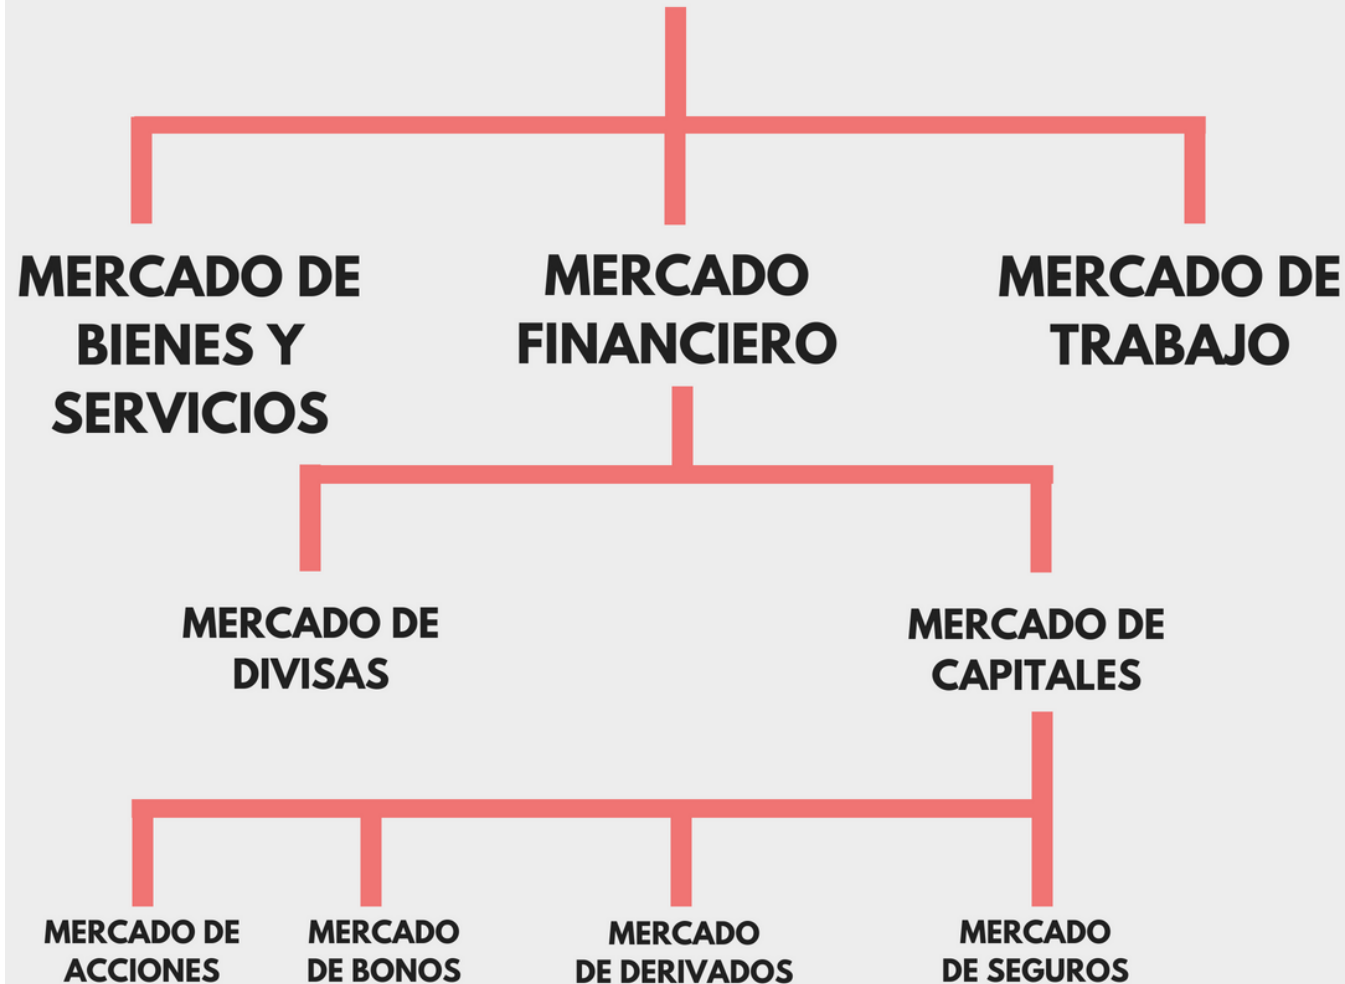 MERCADO DE
BIENES Y
SERVICIOS
MERCADO
FINANCIERO
MERCADO DE
TRABAJO
MERCADO DE
DIVISAS
MERCADO DE
CAPITALES
MERCADO DE
ACCIONES
MERCADO
DE BONOS
MERCADO
DE DERIVADOS
MERCADO
DE SEGUROS